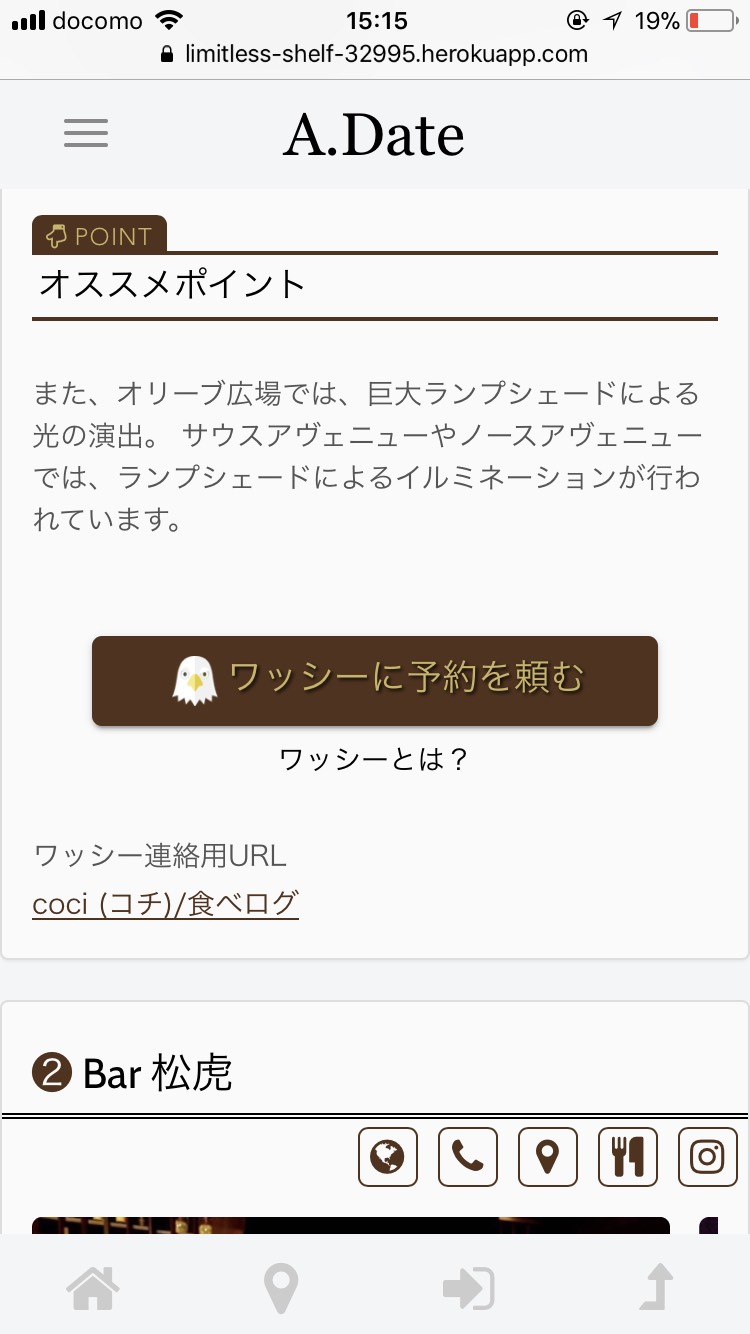 docomo 15:15 19%
limitless-shelf-32995.herokuapp.com
A.Date
POINT
オススメポイント
また、オリーブ広場では、巨大ランプシェードによる
光の演出。 サウスアヴェニューやノースアヴェニュー
では、ランプシェードによるイルミネーションが行わ
れています。
ワッシーに予約を頼む
ワッシーとは？
ワッシー連絡用URL
coci (コチ)/食べログ
❷ Bar 松虎